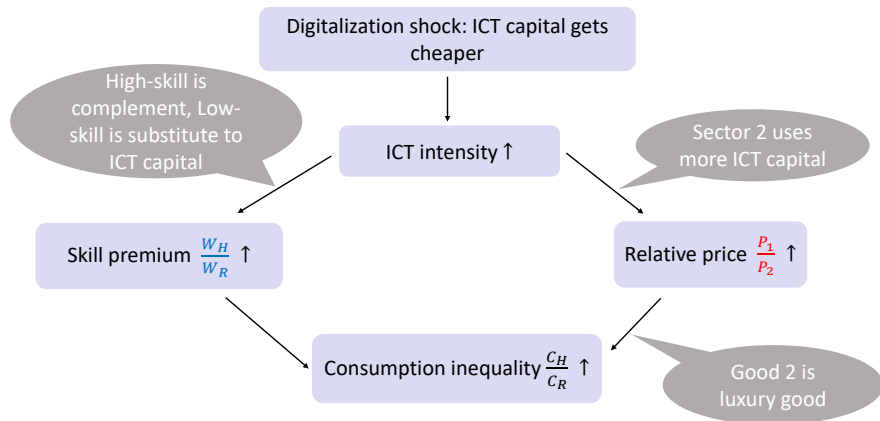 Digitalization shock: ICT capital gets
cheaper
High-skill is
complement, Low-
skill is substitute to
ICT capital
ICT intensity ↑
Sector 2 uses
more ICT capital
Skill premium W_H/W_R ↑
Relative price P_1/P_2 ↑
Consumption inequality C_H/C_R ↑
Good 2 is
luxury good